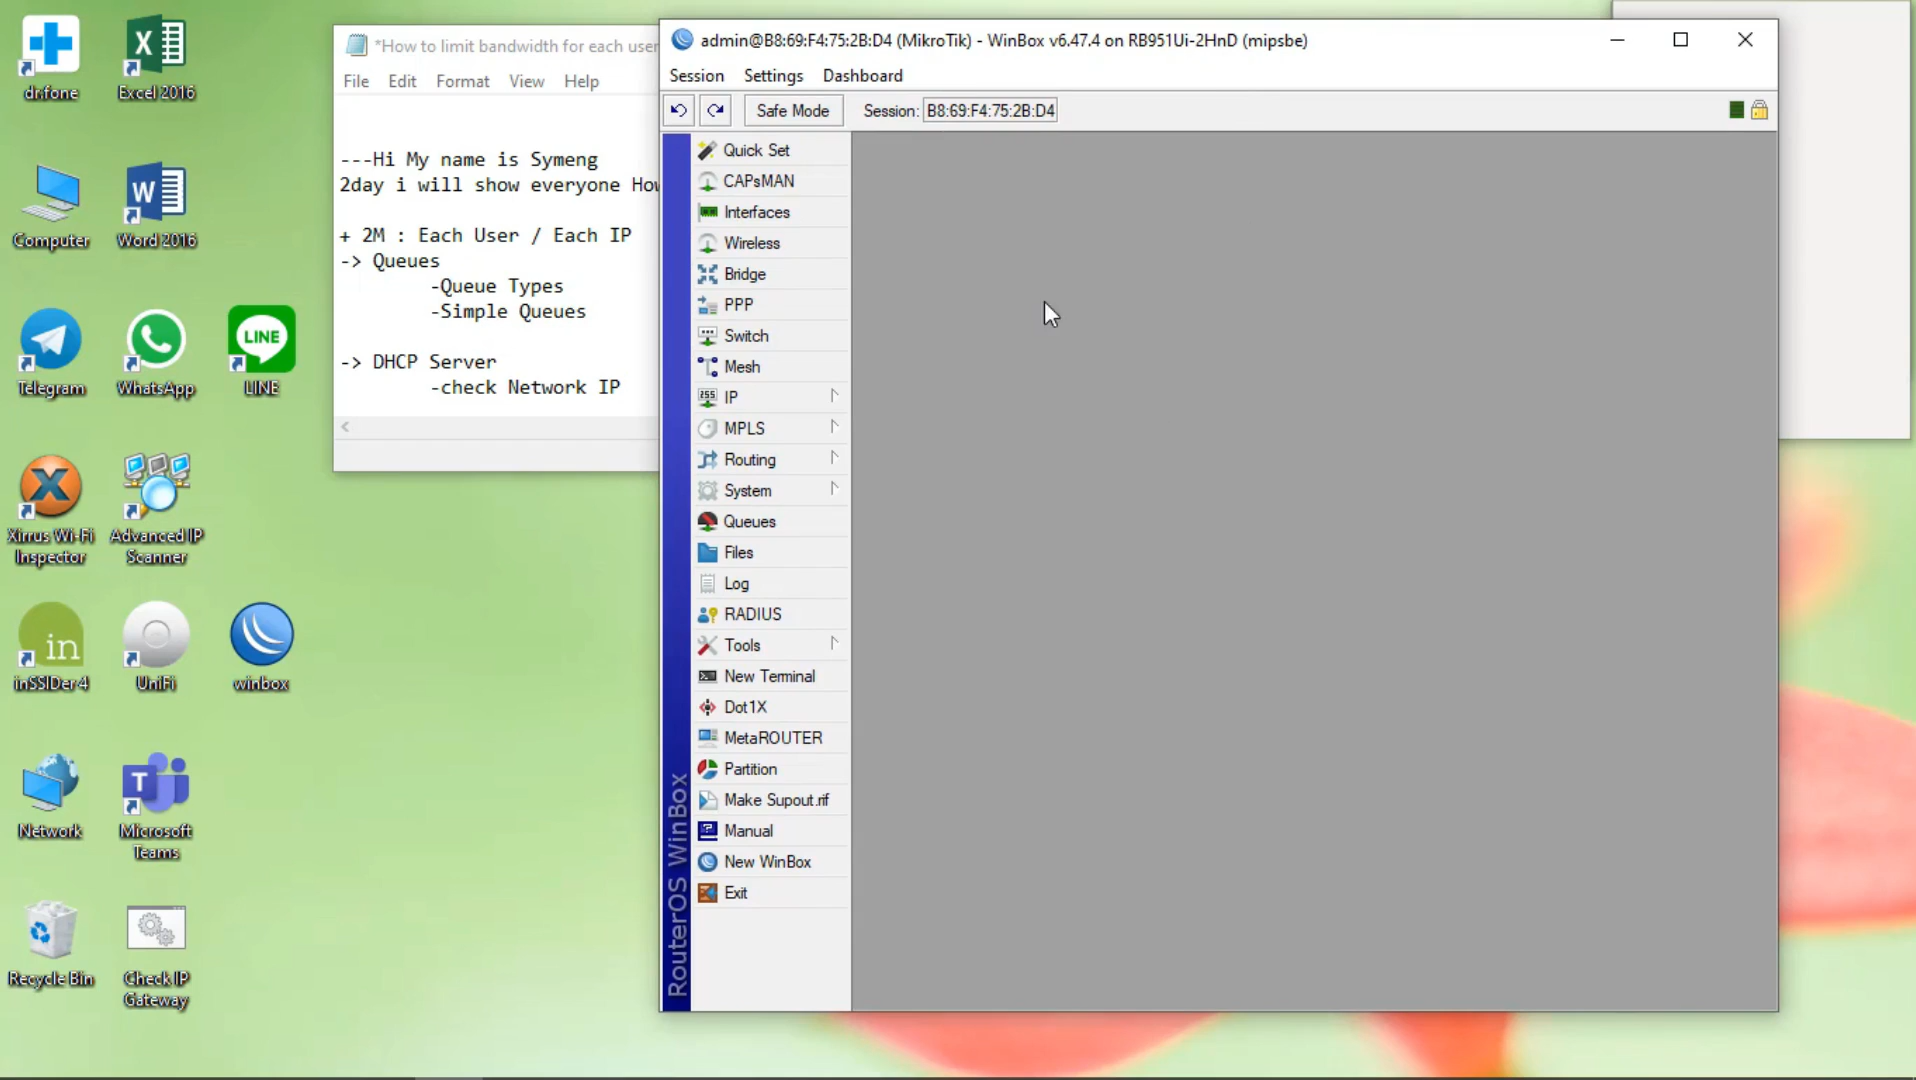 dr.fone
Excel 2016
Computer
Word 2016
Telegram
WhatsApp
LINE
LINE
Xirrus Wi-Fi
Inspector
Advanced IP
Scanner
in
inSSIDer 4
UniFi
winbox
Network
Microsoft
Teams
Recycle Bin
Check IP
Gateway
*How to limit bandwidth for each user
File Edit Format View Help
---Hi My name is Symeng
2day i will show everyone How
+ 2M : Each User / Each IP
-> Queues
-Queue Types
-Simple Queues
-> DHCP Server
-check Network IP
admin@B8:69:F4:75:2B:D4 (MikroTik) - WinBox v6.47.4 on RB951Ui-2HnD (mipsbe)
Session Settings Dashboard
Safe Mode Session: B8:69:F4:75:2B:D4
Quick Set
CAPsMAN
Interfaces
Wireless
Bridge
PPP
Switch
Mesh
IP
MPLS
Routing
System
Queues
Files
Log
RADIUS
Tools
New Terminal
Dot1X
MetaROUTER
Partition
Make Supout.rif
Manual
New WinBox
Exit
RouterOS WinBox